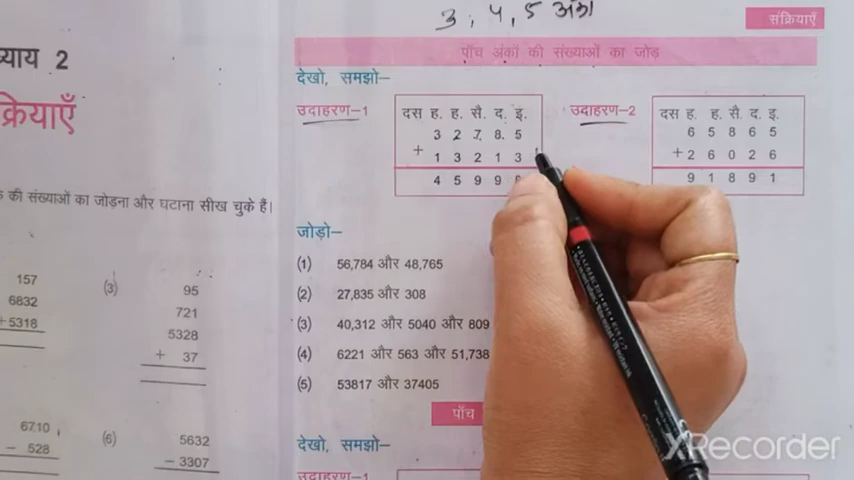 3, 4, 5 अंक
संक्रियाएँ
पाँच अंकों की संख्याओं का जोड़
देखो, समझो–
उदाहरण–1
दस ह. ह. सै. द. इ.
3 2 7 8 5
+ 1 3 2 1 3
4 5 9 9
उदाहरण–2
दस ह. ह. सै. द. इ.
6 5 8 6 5
+ 2 6 0 2 6
9 1 8 9 1
जोड़ो–
(1) 56,784 और 48,765
(2) 27,835 और 308
(3) 40,312 और 5040 और 809
(4) 6221 और 563 और 51,738
(5) 53817 और 37405
पाँच
देखो, समझो–
उदाहरण–1
याय 2
क्रियाएँ
की संख्याओं का जोड़ना और घटाना सीख चुके हैं।
157
6832
+5318
(3) 95
721
5328
+ 37
6710
– 528
(6) 5632
– 3307
XRecorder